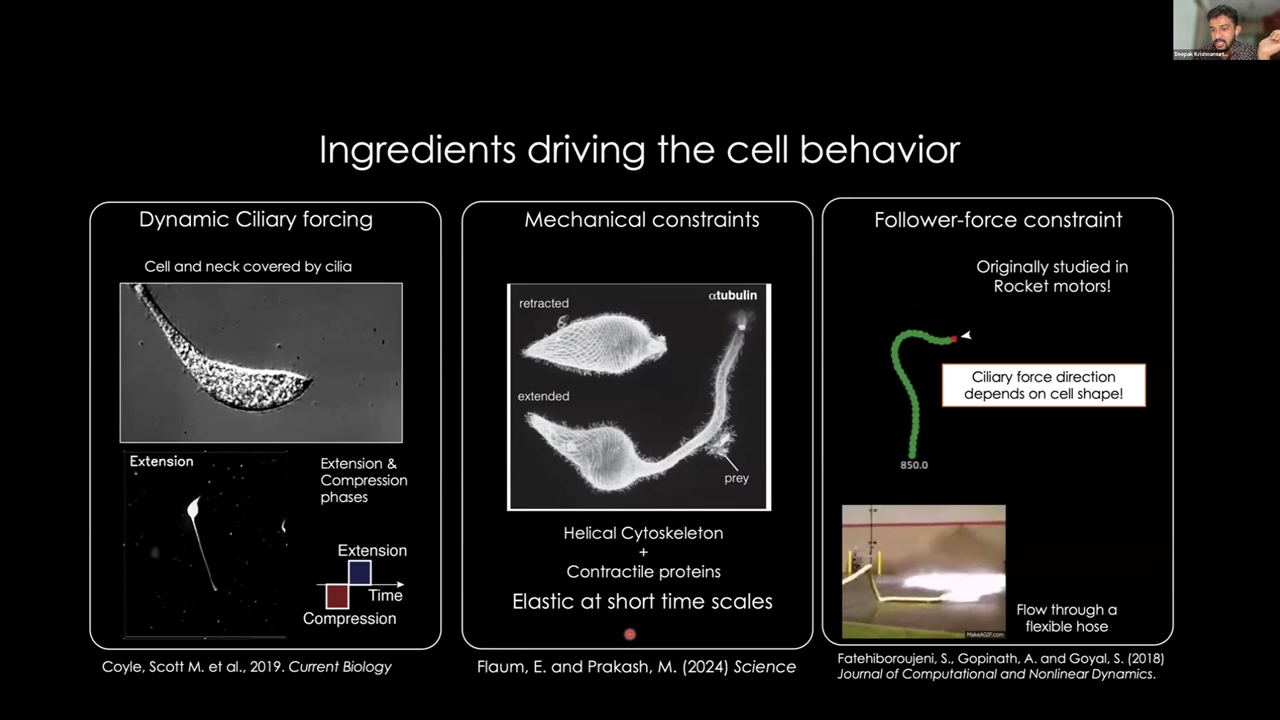 Deepak Krishnamurt...
Ingredients driving the cell behavior
Dynamic Ciliary forcing
Cell and neck covered by cilia
Extension
Extension &
Compression
phases
Extension
Time
Compression
Coyle, Scott M. et al., 2019. Current Biology
Mechanical constraints
retracted
αtubulin
extended
prey
Helical Cytoskeleton
+
Contractile proteins
Elastic at short time scales
Flaum, E. and Prakash, M. (2024) Science
Follower-force constraint
Originally studied in
Rocket motors!
Ciliary force direction
depends on cell shape!
850.0
MakeAGIF.com
Flow through a
flexible hose
Fatehiboroujeni, S., Gopinath, A. and Goyal, S. (2018)
Journal of Computational and Nonlinear Dynamics.